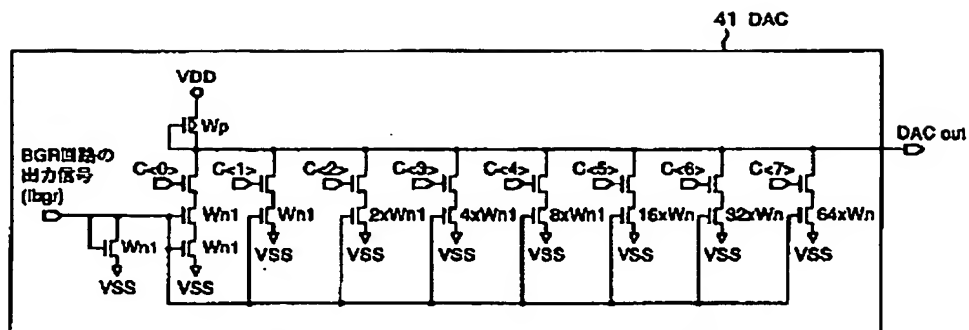 41 DAC
VDD
Wp
BGR回路の
出力信号
(Ibgr)
C<0> C<1> C<2> C<3> C<4> C<5> C<6> C<7>
DAC out
Wn1 Wn1 2xWn1 4xWn1 8xWn1 16xWn 32xWn 64xWn
Wn1 Wn1
VSS VSS VSS VSS VSS VSS VSS
VSS VSS